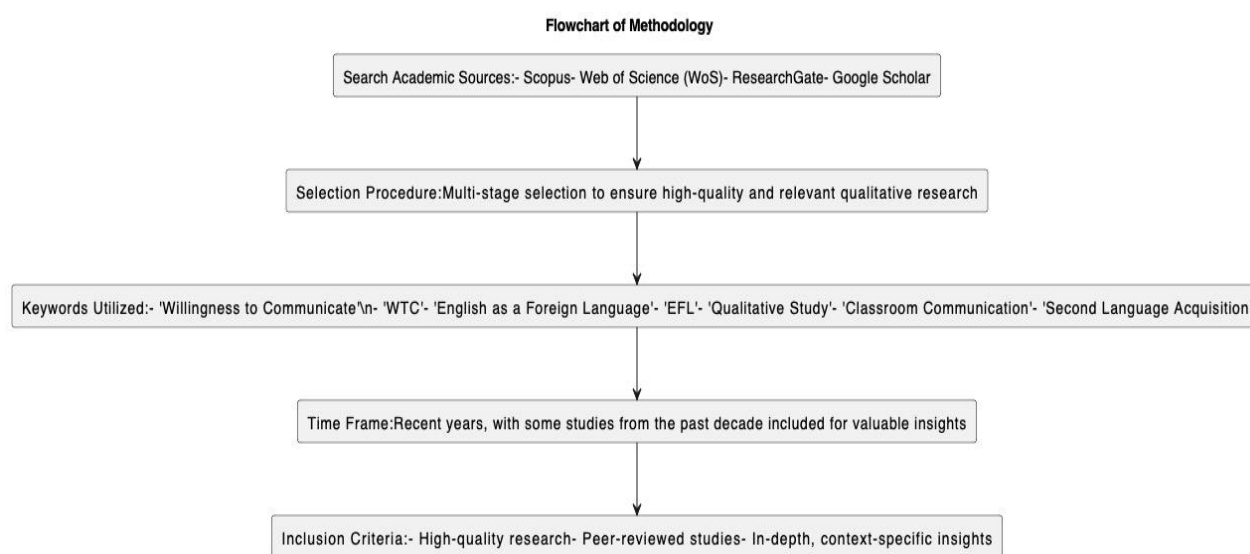 Flowchart of Methodology
Search Academic Sources:- Scopus- Web of Science (WoS)- ResearchGate- Google Scholar
Selection Procedure:Multi-stage selection to ensure high-quality and relevant qualitative research
Keywords Utilized:- 'Willingness to Communicate'\n- 'WTC'- 'English as a Foreign Language'- 'EFL'- 'Qualitative Study'- 'Classroom Communication'- 'Second Language Acquisition
Time Frame:Recent years, with some studies from the past decade included for valuable insights
Inclusion Criteria:- High-quality research- Peer-reviewed studies- In-depth, context-specific insights